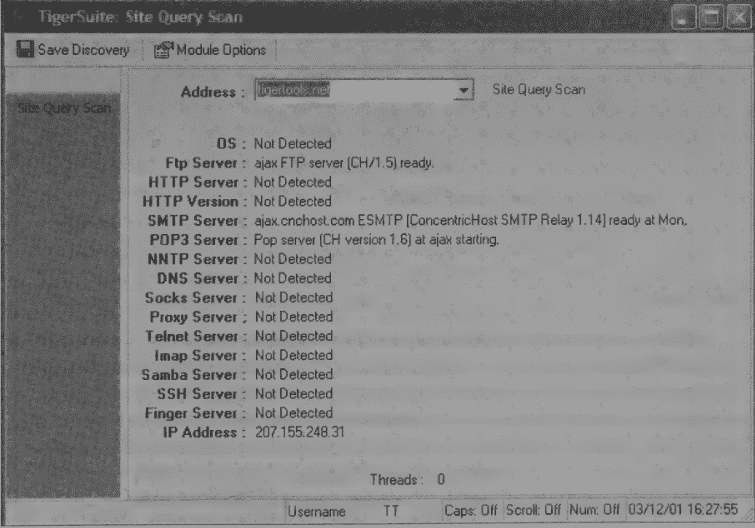 TigerSuite: Site Query Scan
Save Discovery Module Options
Address : tigertools.net Site Query Scan
Site Query Scan
OS : Not Detected
Ftp Server : ajax FTP server (CH/1.5) ready.
HTTP Server : Not Detected
HTTP Version : Not Detected
SMTP Server : ajax.cnchost.com ESMTP [ConcentricHost SMTP Relay 1.14] ready at Mon,
POP3 Server : Pop server (CH version 1.6) at ajax starting.
NNTP Server : Not Detected
DNS Server : Not Detected
Socks Server : Not Detected
Proxy Server : Not Detected
Telnet Server : Not Detected
Imap Server : Not Detected
Samba Server : Not Detected
SSH Server : Not Detected
Finger Server : Not Detected
IP Address : 207.155.248.31
Threads : 0
Username TT Caps: Off Scroll: Off Num: Off 03/12/01 16:27:55